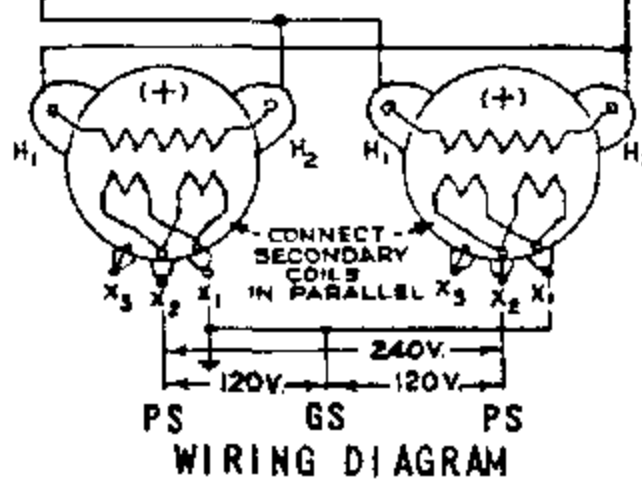 (+) (+)
H1 H2 H1 H
CONNECT
SECONDARY
COILS
IN PARALLEL
X3 X2 X1 X3 X2 X1
240V.
120V. 120V.
PS GS PS
WIRING DIAGRAM